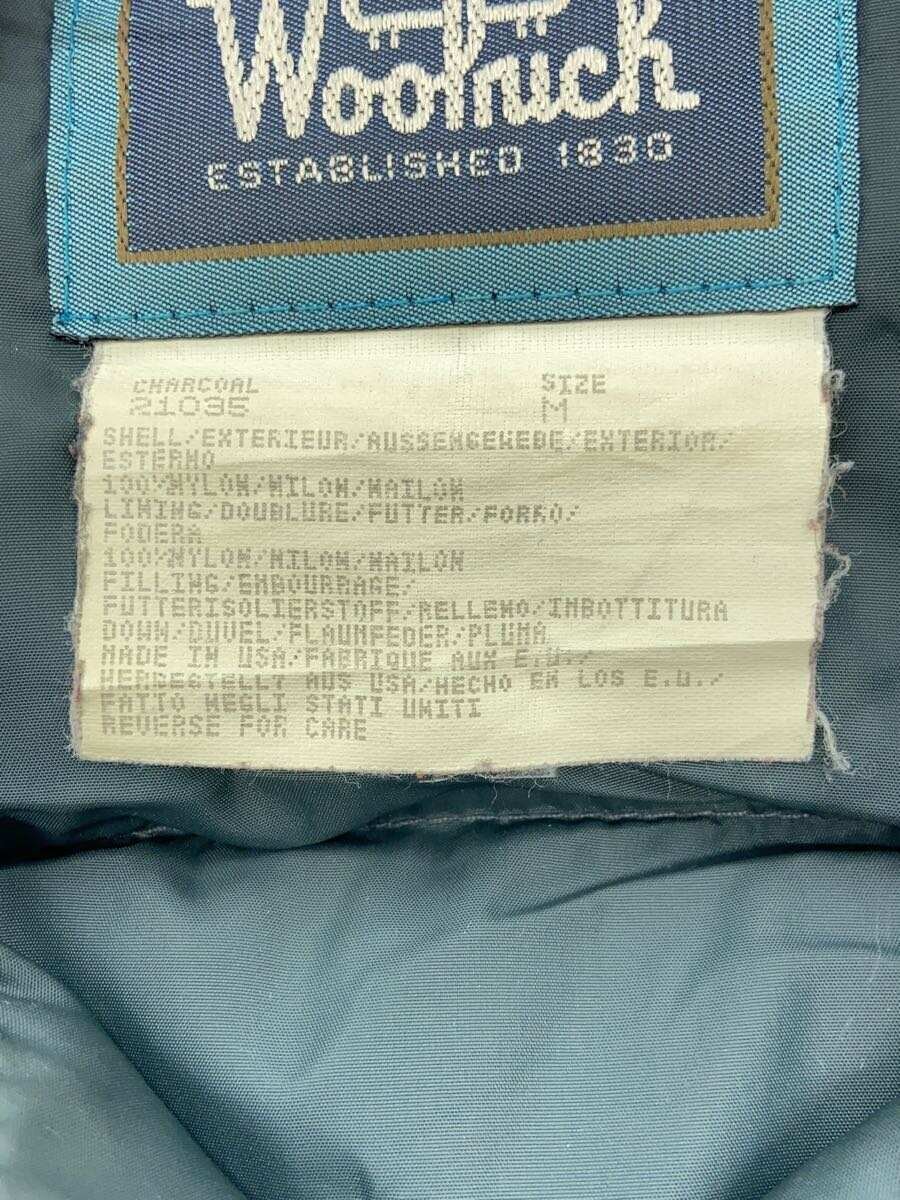 Woolrich
ESTABLISHED 1830
CHARCOAL SIZE
21035 M
SHELL/EXTERIEUR/AUSSENGEWEBE/EXTERIOR/
ESTERNO
100%NYLON/NILON/NAILON
LINING/DOUBLURE/FUTTER/FORRO/
FODERA
100%NYLON/NILON/NAILON
FILLING/EMBOURRAGE/
FUTTERISOLIERSTOFF/RELLENO/IMBOTTITURA
DOWN/DUVEL/FLAUMFEDER/PLUMA
MADE IN USA/FABRIQUE AUX E.U./
HERGESTELLT AUS USA/HECHO EN LOS E.U./
FATTO NEGLI STATI UNITI
REVERSE FOR CARE